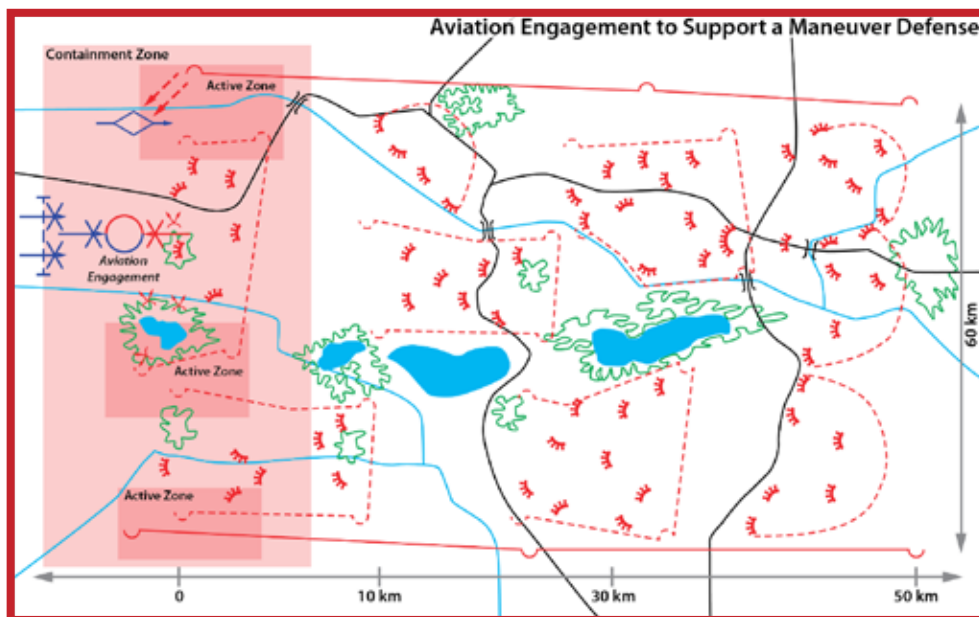 Aviation Engagement to Support a Maneuver Defense
Containment Zone
Active Zone
Aviation
Engagement
Active Zone
Active Zone
60 km
0
10 km
30 km
50 km